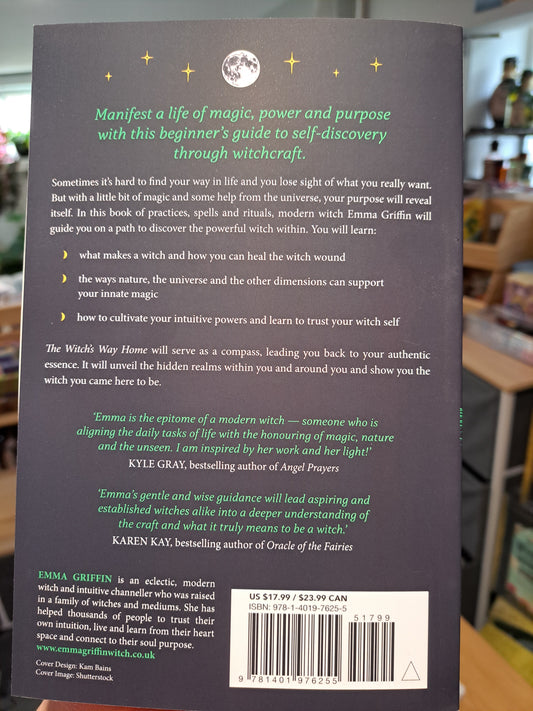 Manifest a life of magic, power and purpose
with this beginner's guide to self-discovery
through witchcraft.
Sometimes it's hard to find your way in life and you lose sight of what you really want.
But with a little bit of magic and some help from the universe, your purpose will reveal
itself. In this book of practices, spells and rituals, modern witch Emma Griffin will
guide you on a path to discover the powerful witch within. You will learn:
what makes a witch and how you can heal the witch wound
the ways nature, the universe and the other dimensions can support
your innate magic
how to cultivate your intuitive powers and learn to trust your witch self
The Witch's Way Home will serve as a compass, leading you back to your authentic
essence. It will unveil the hidden realms within you and around you and show you the
witch you came here to be.
‘Emma is the epitome of a modern witch — someone who is
aligning the daily tasks of life with the honouring of magic, nature
and the unseen. I am inspired by her work and her light!’
KYLE GRAY, bestselling author of Angel Prayers
‘Emma's gentle and wise guidance will lead aspiring and
established witches alike into a deeper understanding of
the craft and what it truly means to be a witch.’
KAREN KAY, bestselling author of Oracle of the Fairies
EMMA GRIFFIN is an eclectic, modern
witch and intuitive channeller who was raised
in a family of witches and mediums. She has
helped thousands of people to trust their
own intuition, live and learn from their heart
space and connect to their soul purpose.
www.emmagriffinwitch.co.uk
Cover Design: Kam Bains
Cover Image: Shutterstock
US $17.99 / $23.99 CAN
ISBN: 978-1-4019-7625-5
51799
9 781401 976255